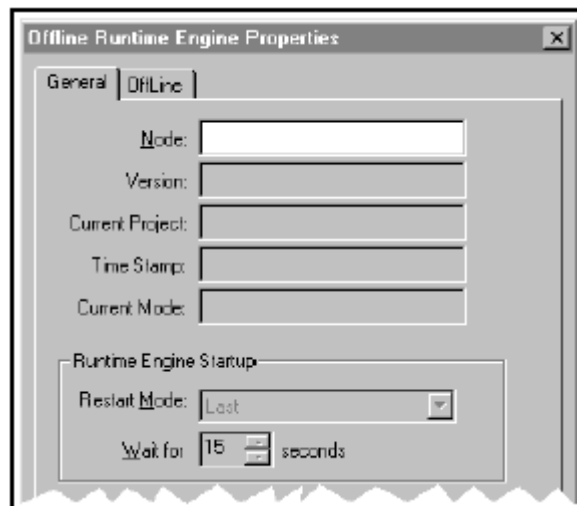 Offline Runtime Engine Properties
General OffLine
Node:
Version:
Current Project:
Time Stamp:
Current Mode:
Runtime Engine Startup
Restart Mode: Last
Wait for 15 seconds